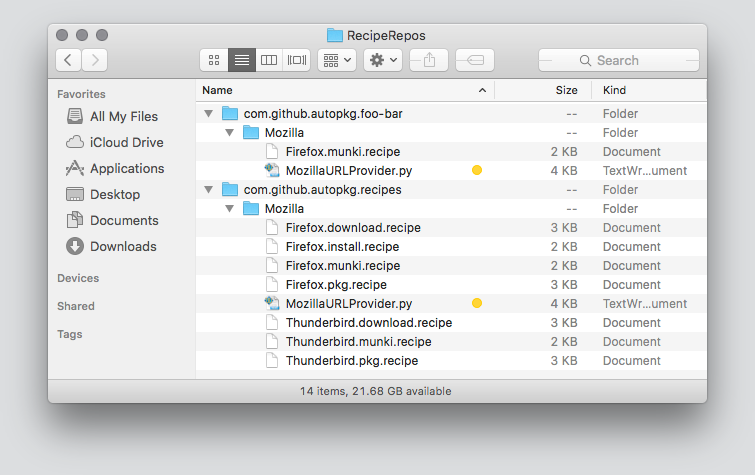 RecipeRepos
Search
Favorites
All My Files
iCloud Drive
Applications
Desktop
Documents
Downloads
Devices
Shared
Tags
Name Size Kind
com.github.autopkg.foo-bar -- Folder
Mozilla -- Folder
Firefox.munki.recipe 2 KB Document
MozillaURLProvider.py 4 KB TextWr...ument
com.github.autopkg.recipes -- Folder
Mozilla -- Folder
Firefox.download.recipe 3 KB Document
Firefox.install.recipe 2 KB Document
Firefox.munki.recipe 2 KB Document
Firefox.pkg.recipe 3 KB Document
MozillaURLProvider.py 4 KB TextWr...ument
Thunderbird.download.recipe 3 KB Document
Thunderbird.munki.recipe 2 KB Document
Thunderbird.pkg.recipe 3 KB Document
14 items, 21.68 GB available